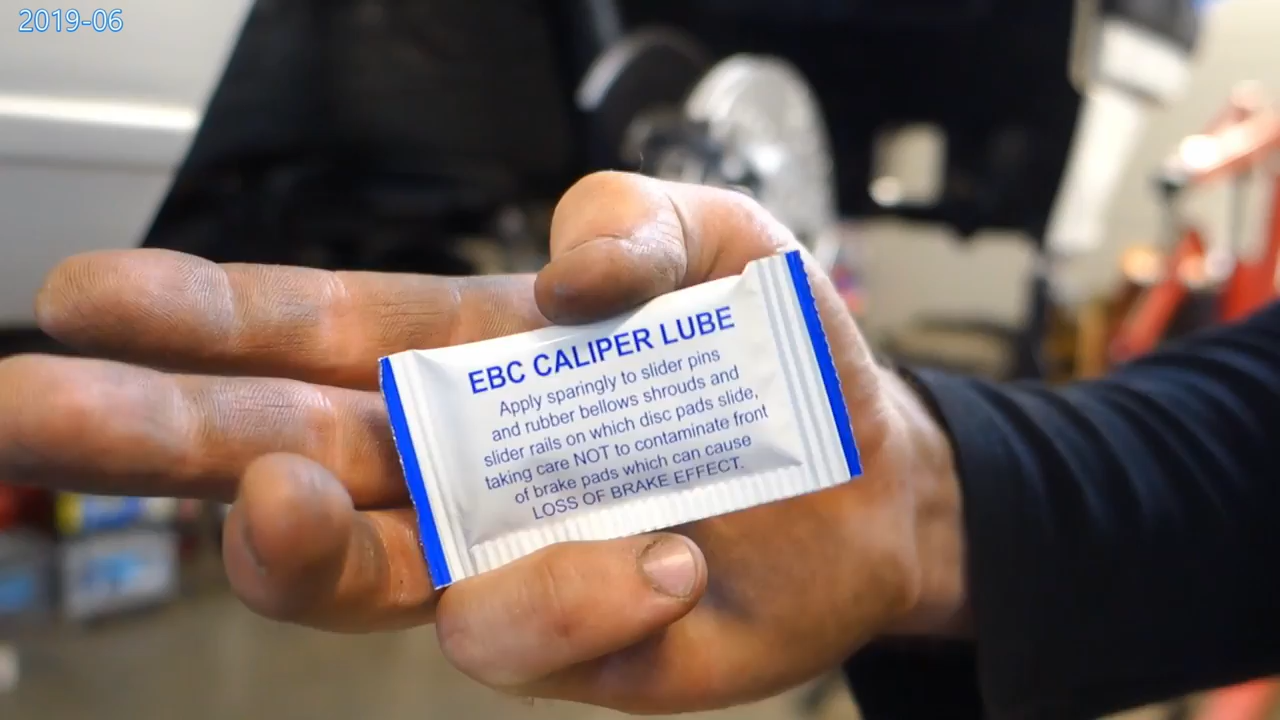 2019-06
EBC CALIPER LUBE
Apply sparingly to slider pins
and rubber bellows shrouds and
slider rails on which disc pads slide,
taking care NOT to contaminate front
of brake pads which can cause
LOSS OF BRAKE EFFECT.